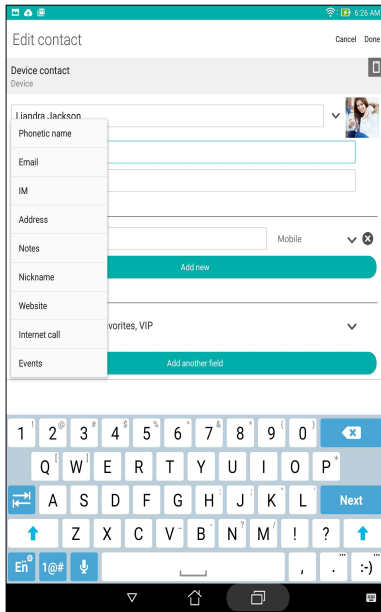 6:26 AM
Edit contact
Cancel Done
Device contact
Device
Liandra Jackson
Phonetic name
Email
IM
Address
Notes
Nickname
Website
Internet call
Events
Mobile
Add new
vorites, VIP
Add another field
1 ! 2 @ 3 # 4 $ 5 % 6 ^ 7 & 8 * 9 ( 0 )
Q [ W ] E R T Y U I O P +
A S D F G H : J ; K " L ' Next
Z X C V - B _ N ? M / ! ?
En 1@# , . ... :-) ...